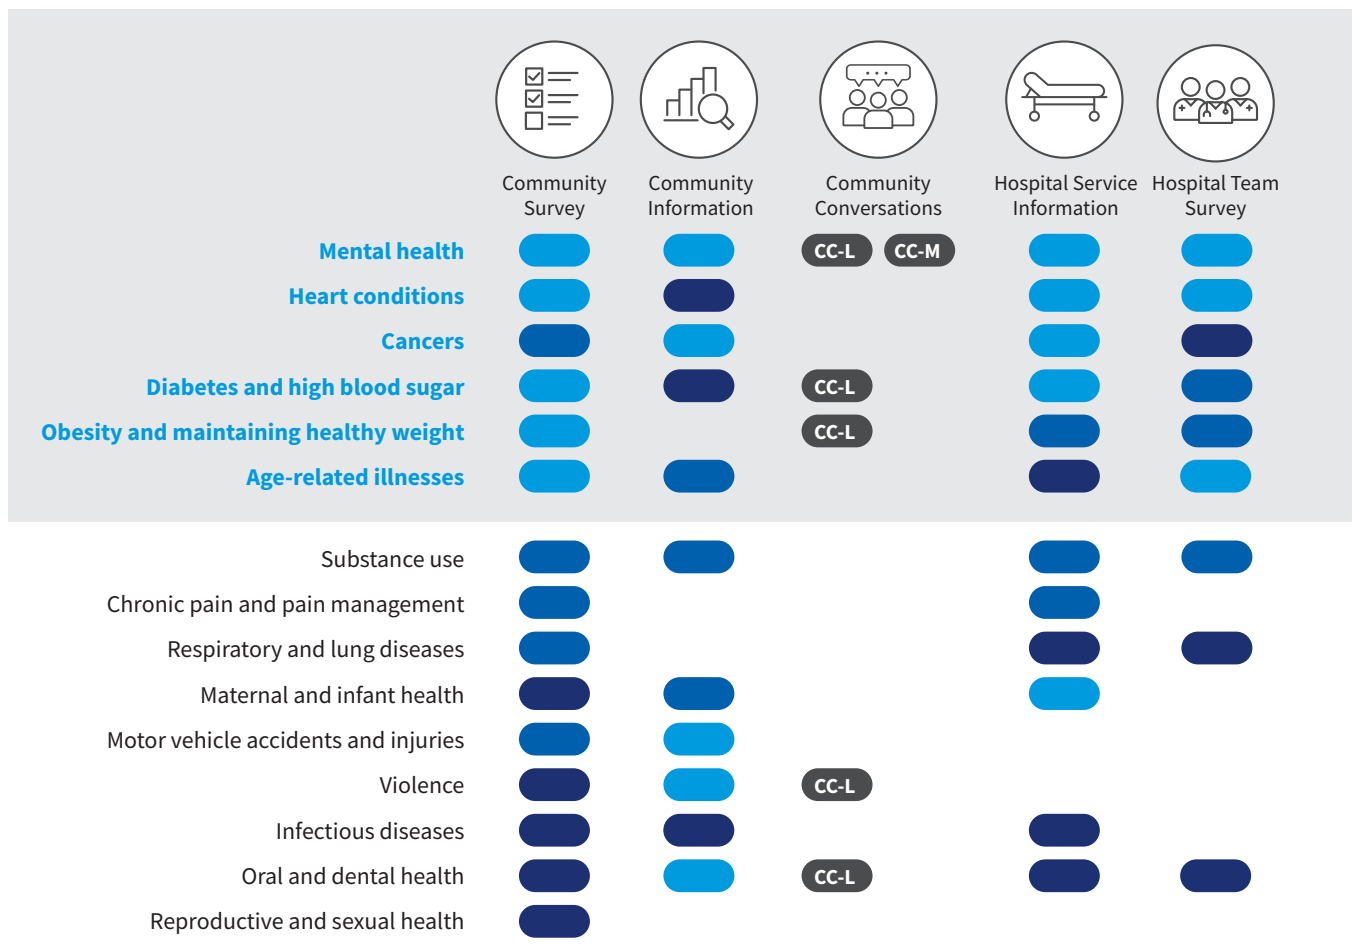 Community
Survey
Community
Information
Community
Conversations
Hospital Service
Information
Hospital Team
Survey
Mental health
CC-L CC-M
Heart conditions
Cancers
Diabetes and high blood sugar
CC-L
Obesity and maintaining healthy weight
CC-L
Age-related illnesses
Substance use
Chronic pain and pain management
Respiratory and lung diseases
Maternal and infant health
Motor vehicle accidents and injuries
Violence
CC-L
Infectious diseases
Oral and dental health
CC-L
Reproductive and sexual health